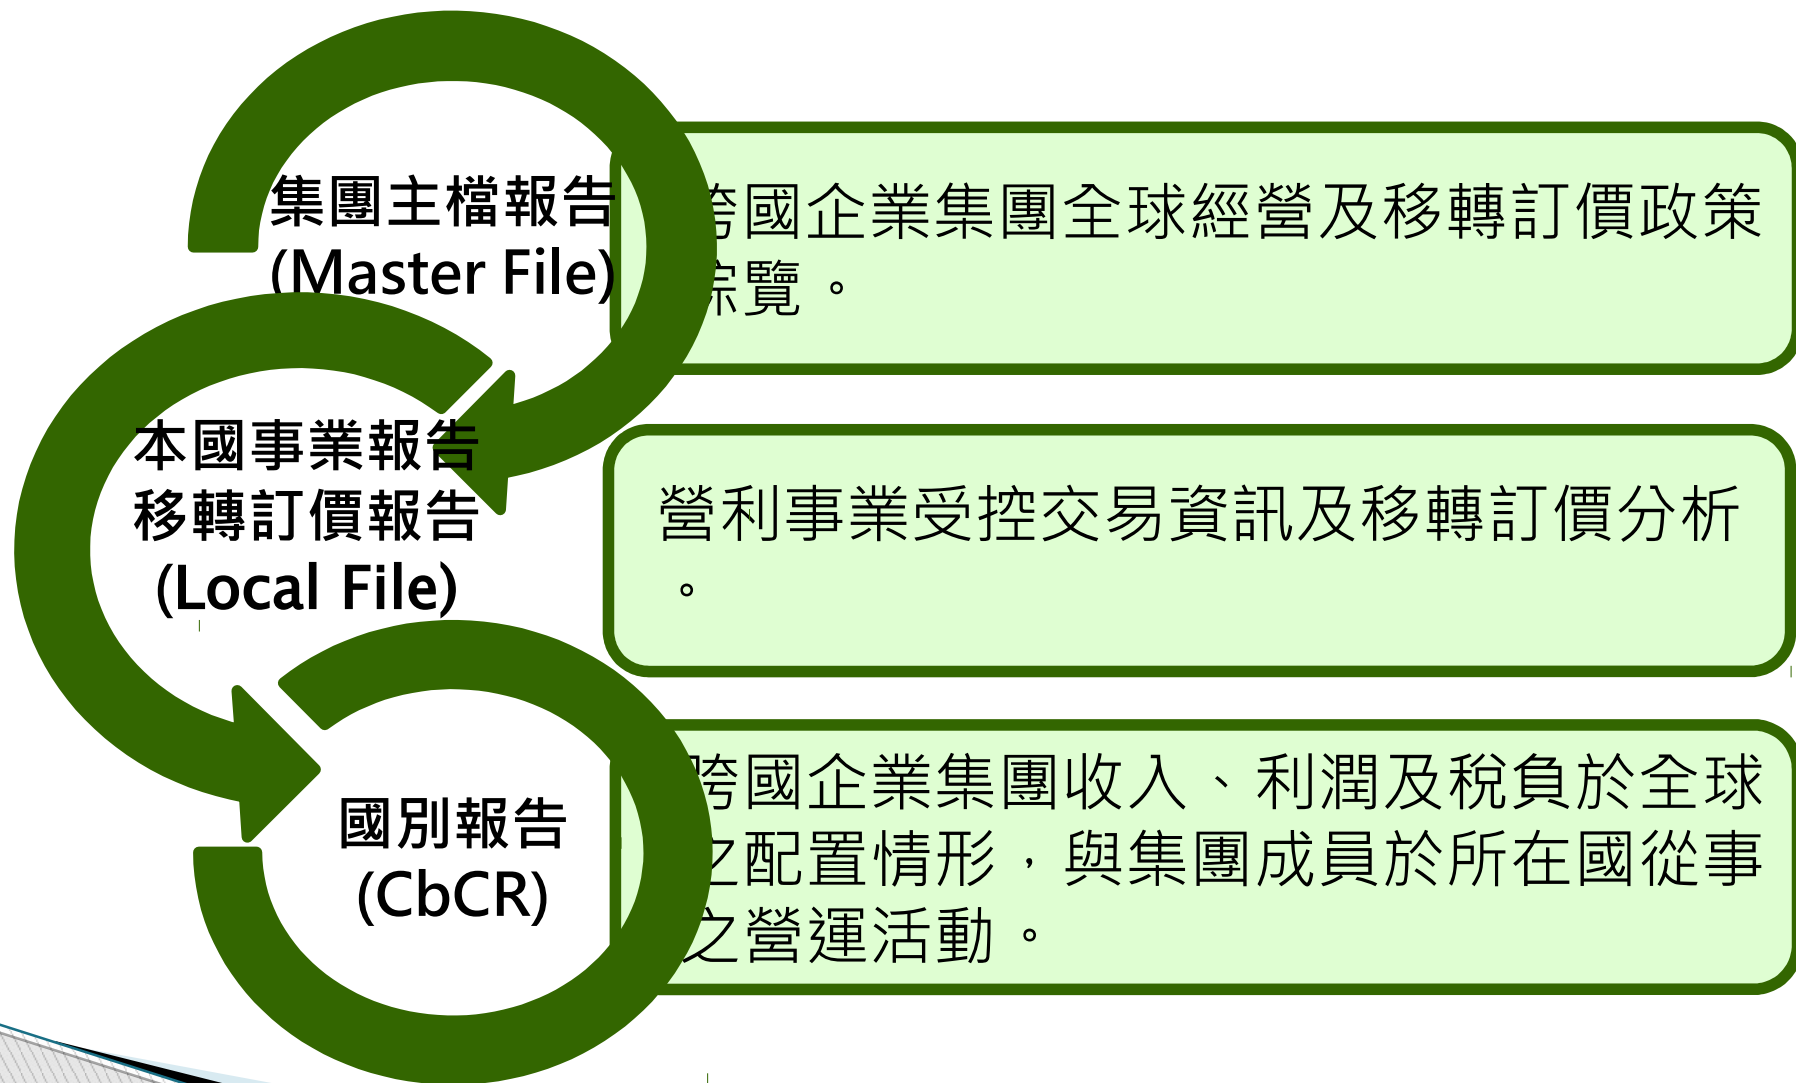 集團主檔報告
(Master File)
跨國企業集團全球經營及移轉訂價政策
綜覽。
本國事業報告
移轉訂價報告
(Local File)
營利事業受控交易資訊及移轉訂價分析
。
國別報告
(CbCR)
跨國企業集團收入、利潤及稅負於全球
之配置情形，與集團成員於所在國從事
之營運活動。